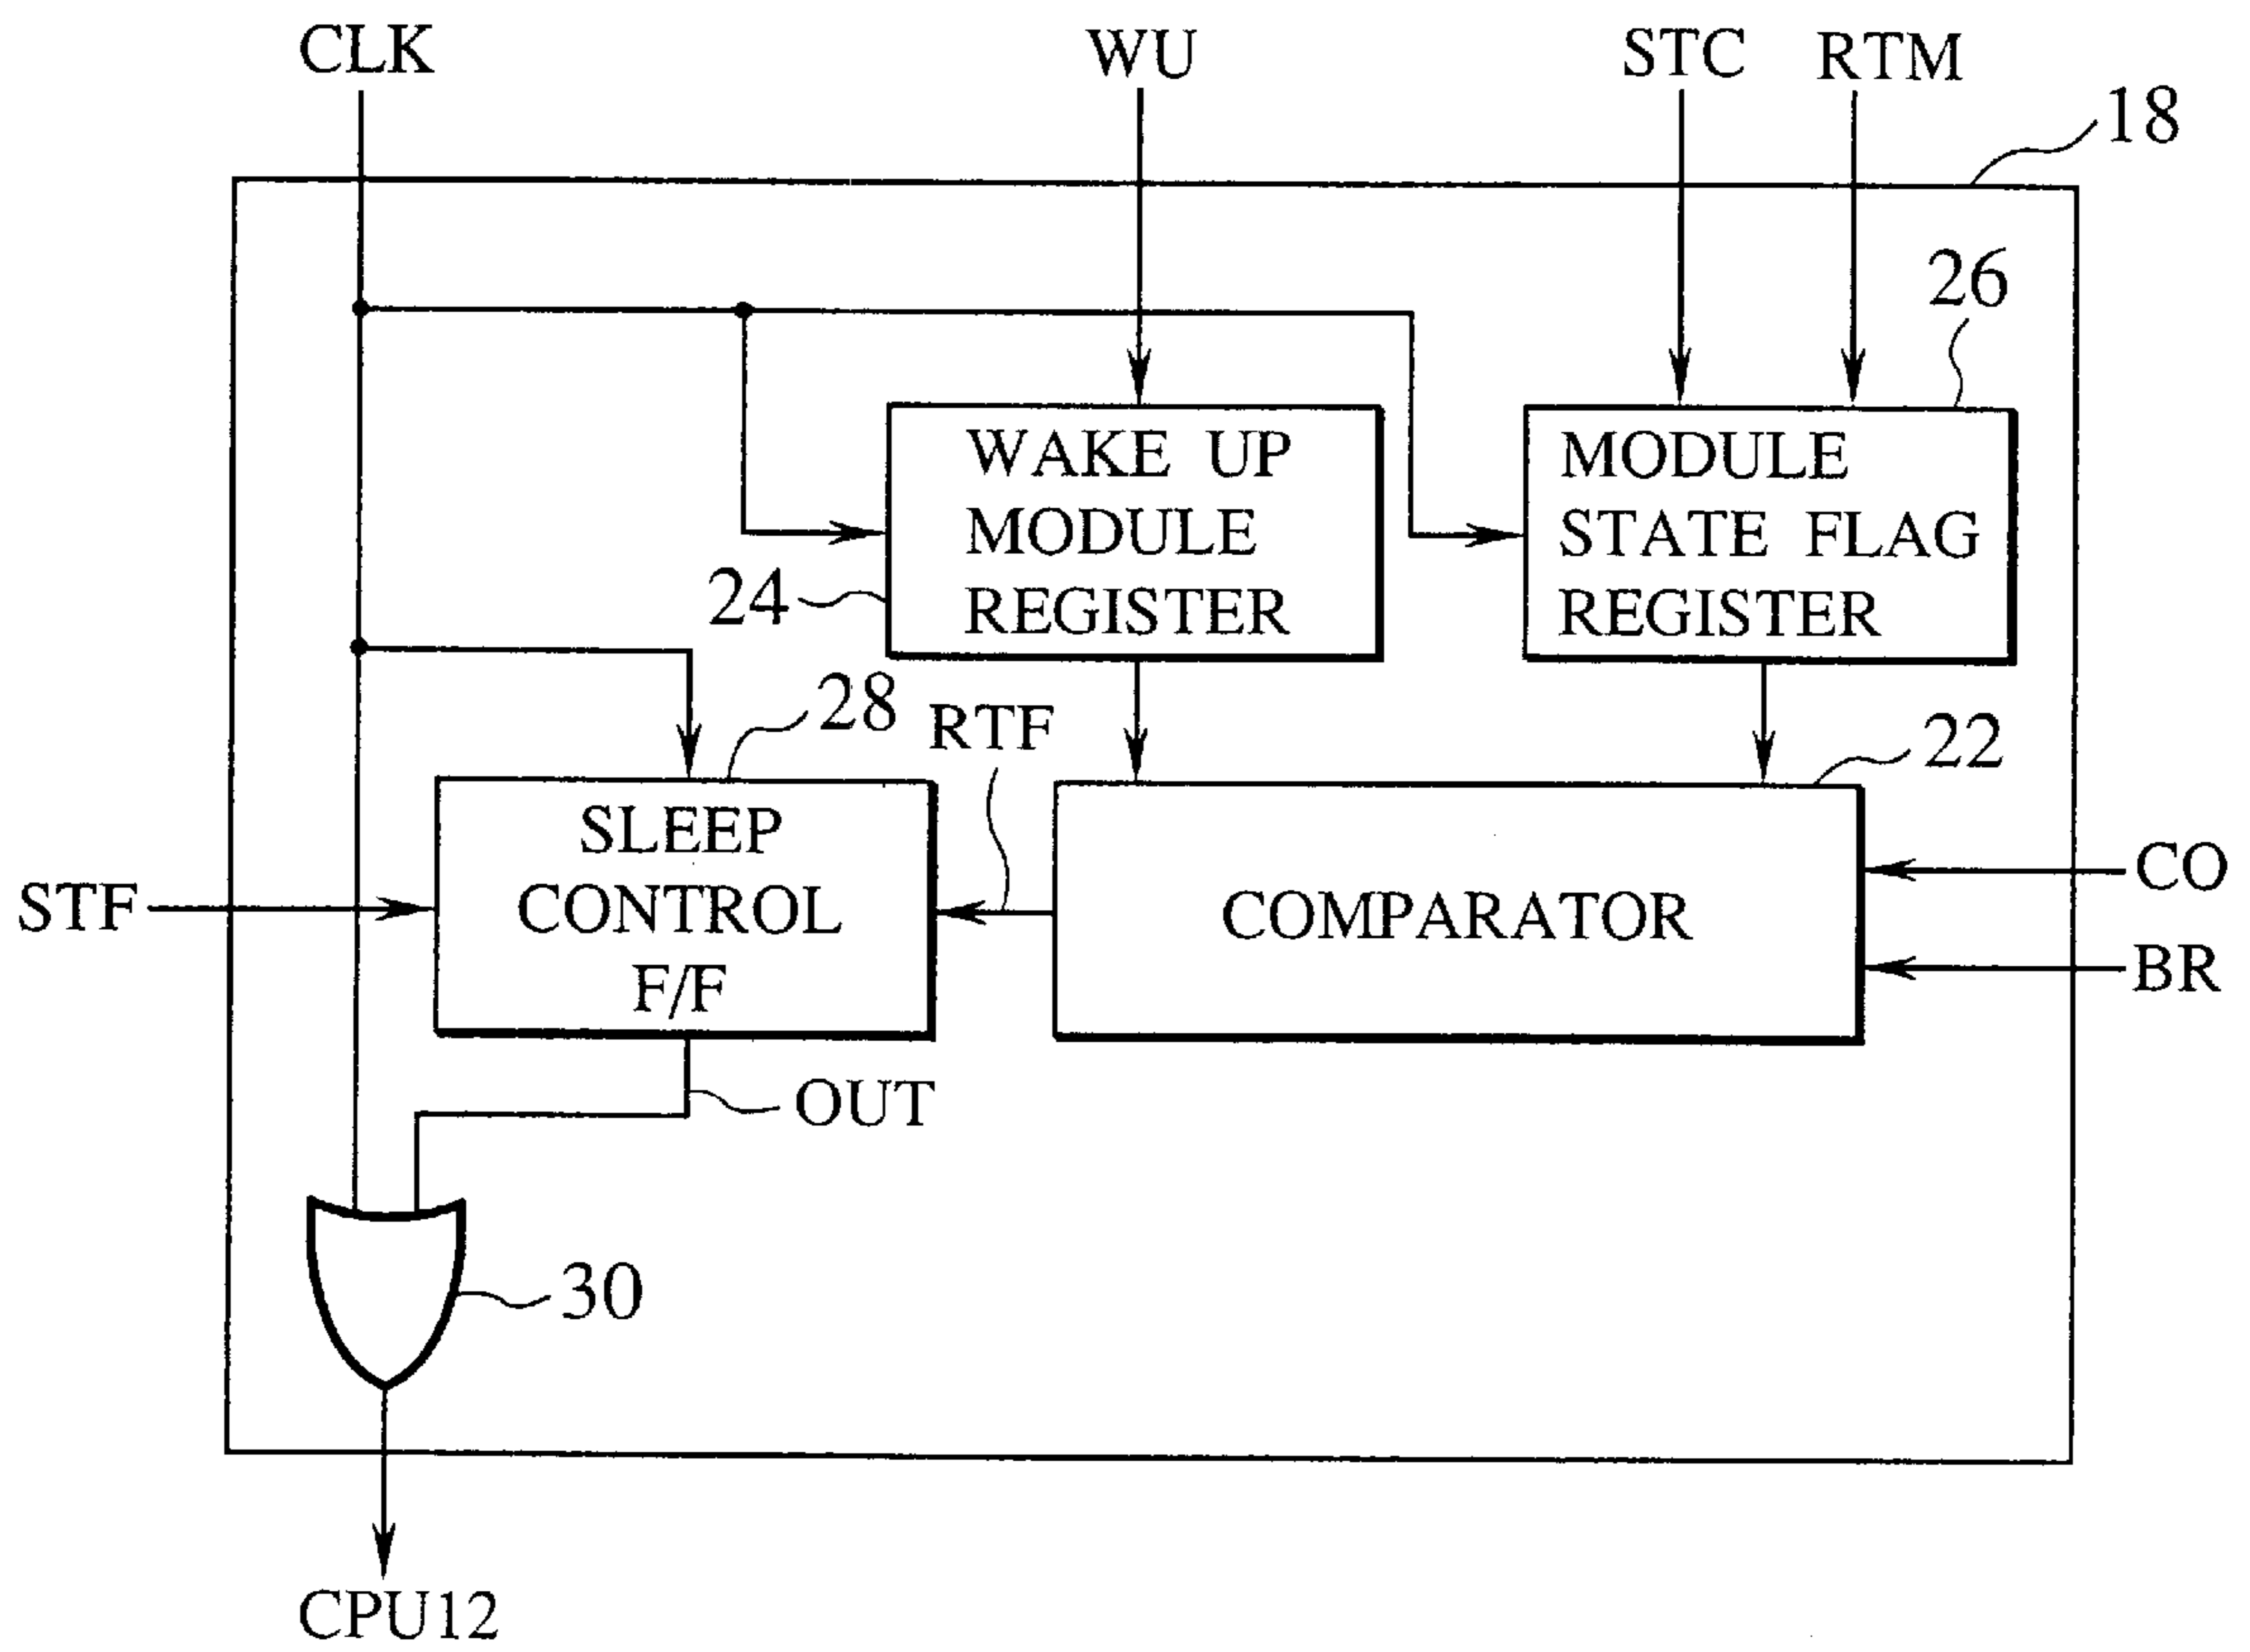 CLK
WU
STC
RTM
18
26
WAKE UP
MODULE
REGISTER
MODULE
STATE FLAG
REGISTER
24
28
RTF
22
SLEEP
CONTROL
F/F
COMPARATOR
STF
CO
BR
OUT
30
CPU12